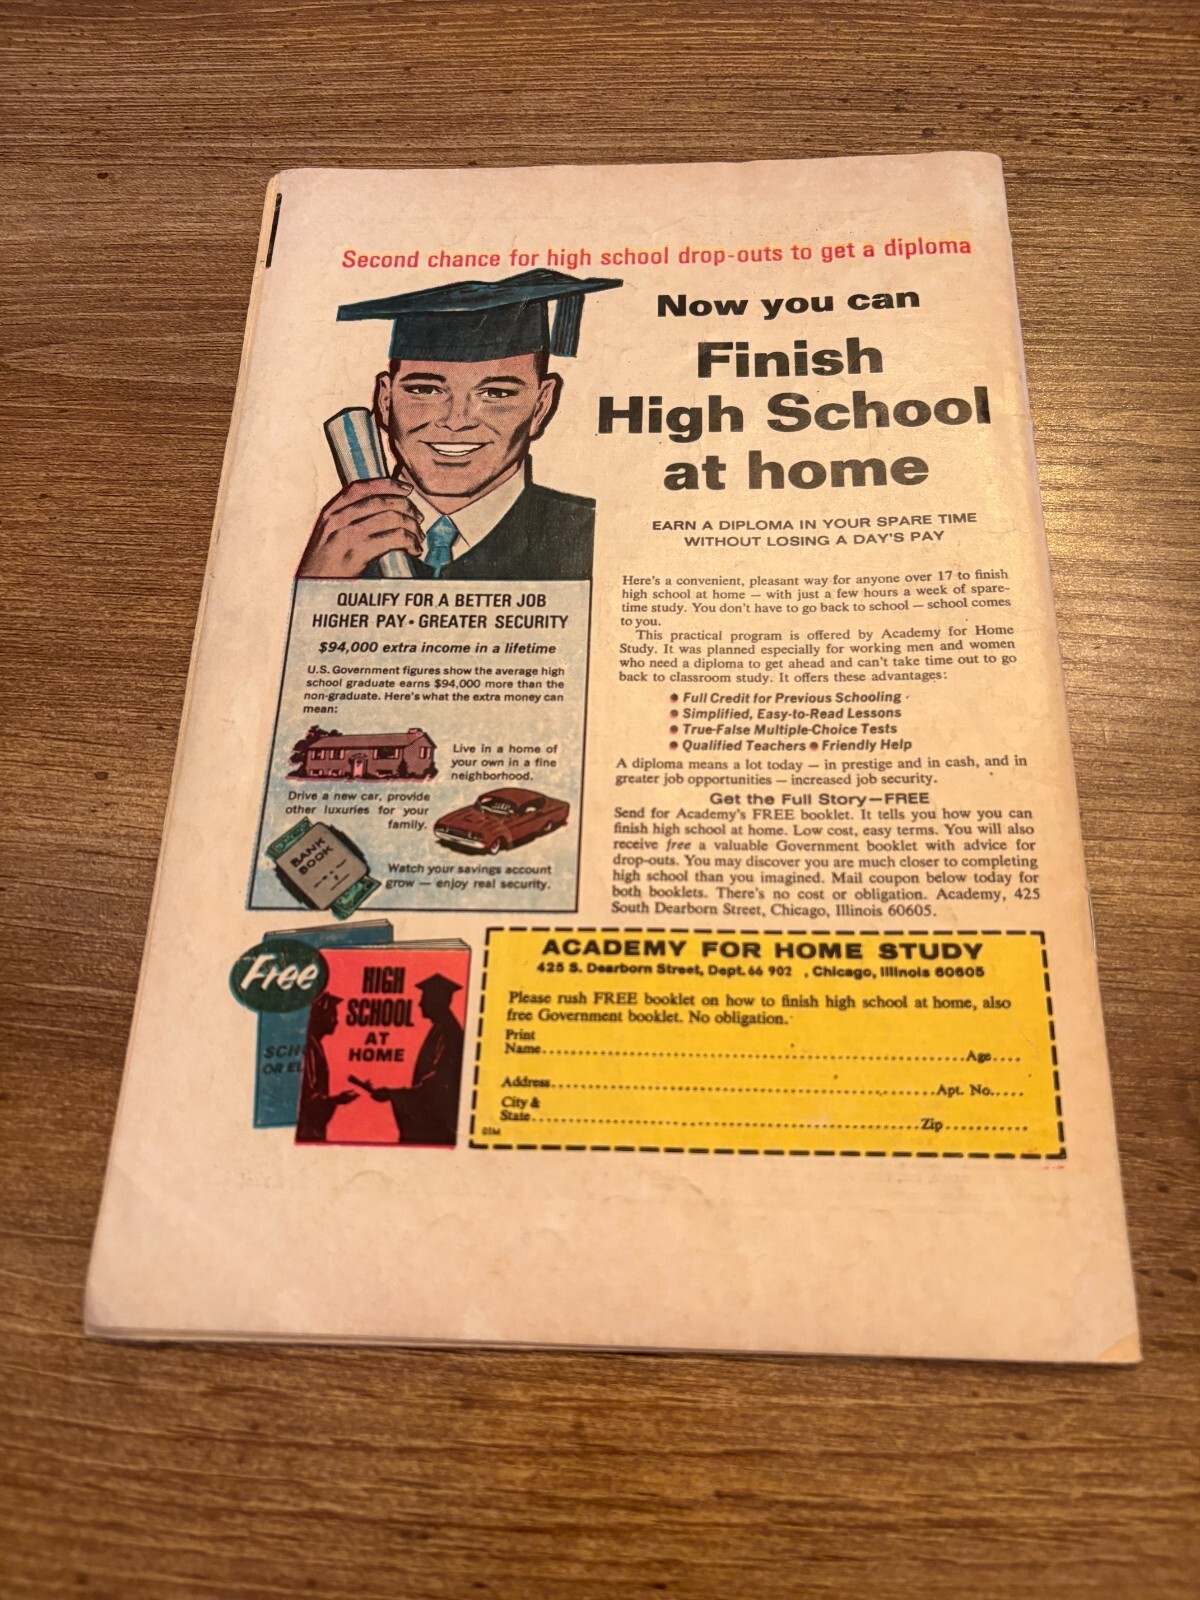 Second chance for high school drop-outs to get a diploma
Now you can
Finish
High School
at home
EARN A DIPLOMA IN YOUR SPARE TIME
WITHOUT LOSING A DAY'S PAY
QUALIFY FOR A BETTER JOB
HIGHER PAY • GREATER SECURITY
$94,000 extra income in a lifetime
U.S. Government figures show the average high
school graduate earns $94,000 more than the
non-graduate. Here's what the extra money can
mean:
Live in a home of
your own in a fine
neighborhood.
Drive a new car, provide
other luxuries for your
family.
BANK
BOOK
Watch your savings account
grow — enjoy real security.
Here's a convenient, pleasant way for anyone over 17 to finish
high school at home — with just a few hours a week of spare-
time study. You don't have to go back to school — school comes
to you.
This practical program is offered by Academy for Home
Study. It was planned especially for working men and women
who need a diploma to get ahead and can't take time out to go
back to classroom study. It offers these advantages:
• Full Credit for Previous Schooling
• Simplified, Easy-to-Read Lessons
• True-False Multiple-Choice Tests
• Qualified Teachers • Friendly Help
A diploma means a lot today — in prestige and in cash, and in
greater job opportunities — increased job security.
Get the Full Story—FREE
Send for Academy's FREE booklet. It tells you how you can
finish high school at home. Low cost, easy terms. You will also
receive free a valuable Government booklet with advice for
drop-outs. You may discover you are much closer to completing
high school than you imagined. Mail coupon below today for
both booklets. There's no cost or obligation. Academy, 425
South Dearborn Street, Chicago, Illinois 60605.
Free
SCH
OR EL
HIGH
SCHOOL
AT
HOME
ACADEMY FOR HOME STUDY
425 S. Dearborn Street, Dept. 66 902 , Chicago, Illinois 60605
Please rush FREE booklet on how to finish high school at home, also
free Government booklet. No obligation.
Print
Name..........Age....
Address..........Apt. No.....
City &
State..........Zip..........